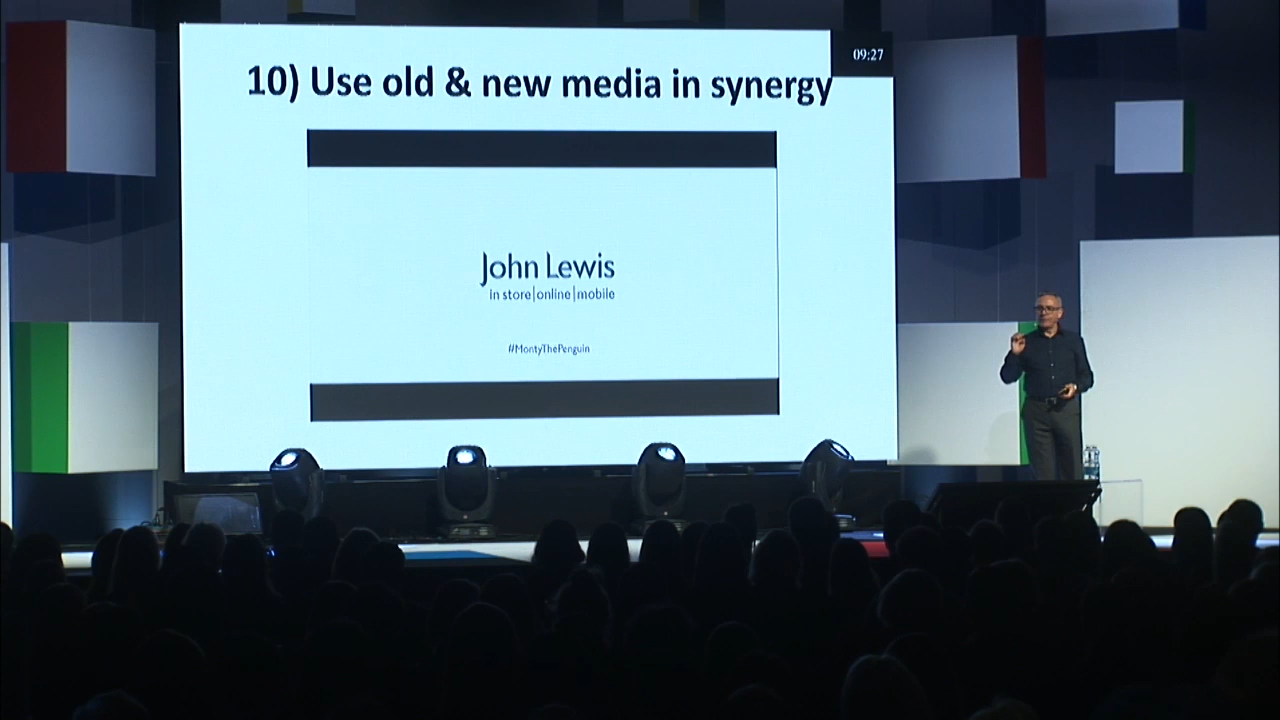 09:27
10) Use old & new media in synergy
John Lewis
in store|online|mobile
#MontyThePenguin